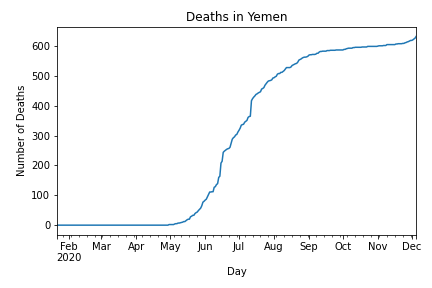 Deaths in Yemen
Number of Deaths
600
500
400
300
200
100
0
Feb Mar Apr May Jun Jul Aug Sep Oct Nov Dec
2020
Day